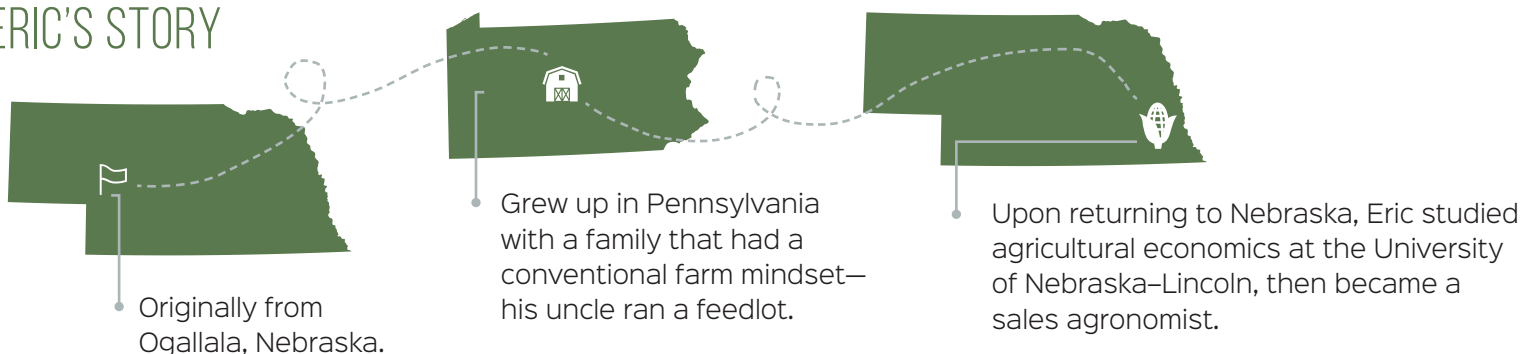 ERIC'S STORY
Originally from
Ogallala, Nebraska.
Grew up in Pennsylvania
with a family that had a
conventional farm mindset—
his uncle ran a feedlot.
Upon returning to Nebraska, Eric studied
agricultural economics at the University
of Nebraska–Lincoln, then became a
sales agronomist.